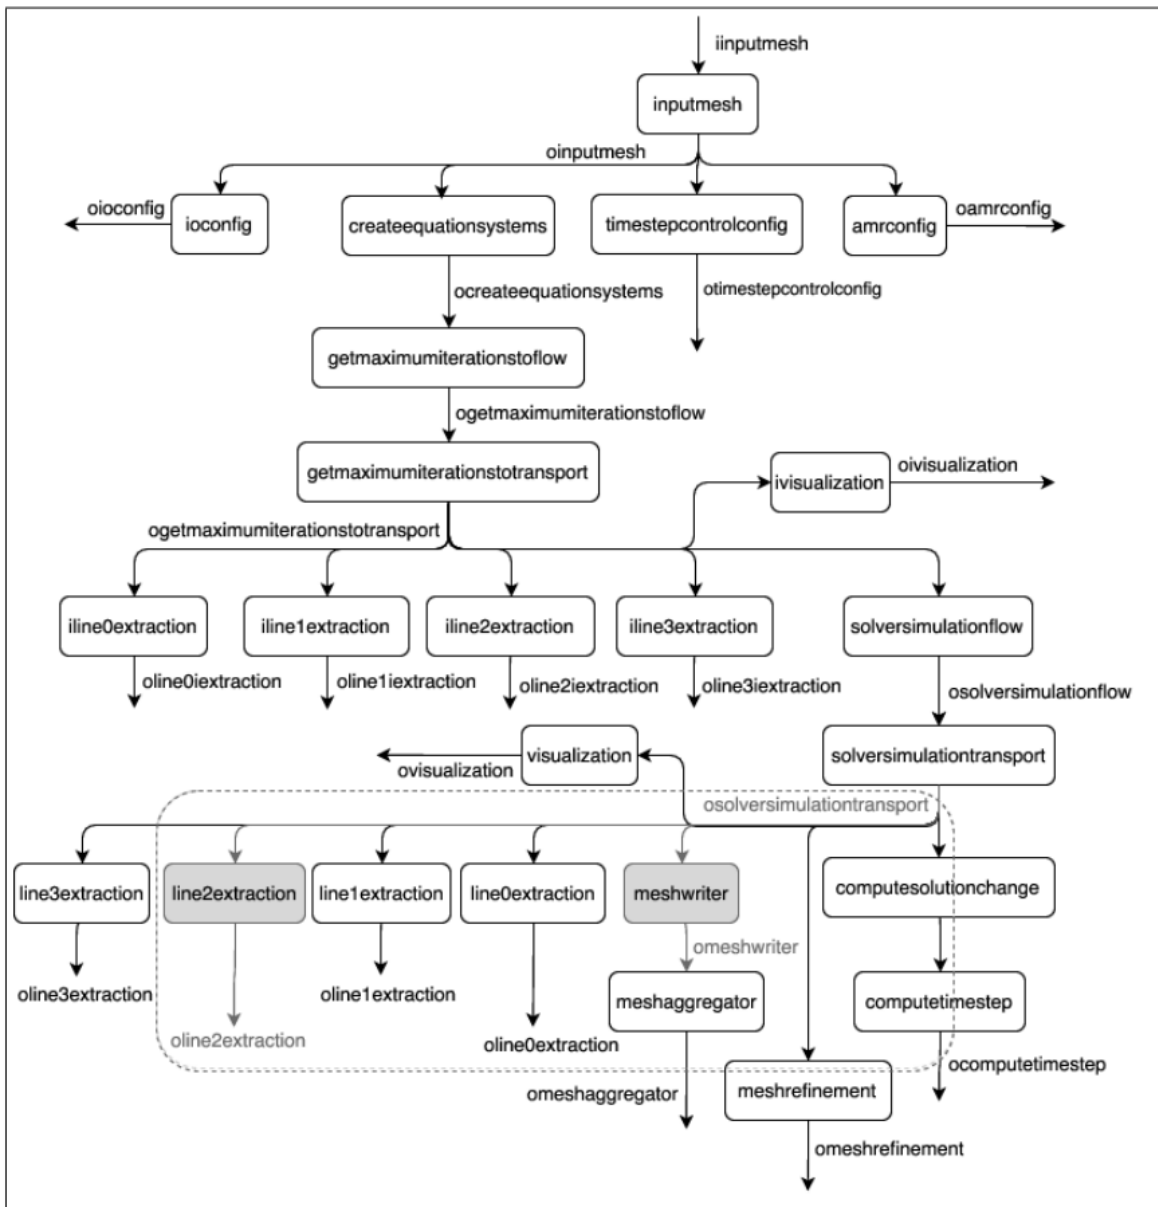 iinputmesh
inputmesh
oinputmesh
oioconfig
ioconfig
createequationsystems
timestepcontrolconfig
amrconfig
oamrconfig
ocreateequationsystems
otimestepcontrolconfig
getmaximumiterationstoflow
ogetmaximumiterationstoflow
getmaximumiterationstotransport
ivisualization
oivisualization
ogetmaximumiterationstotransport
iline0extraction
iline1extraction
iline2extraction
iline3extraction
solversimulationflow
oline0iextraction
oline1iextraction
oline2iextraction
oline3iextraction
osolversimulationflow
ovisualization
visualization
solversimulationtransport
osolversimulationtransport
line3extraction
line2extraction
line1extraction
line0extraction
meshwriter
computesolutionchange
omeshwriter
oline3extraction
oline1extraction
meshaggregator
computetimestep
oline2extraction
oline0extraction
ocomputetimestep
omeshaggregator
meshrefinement
omeshrefinement